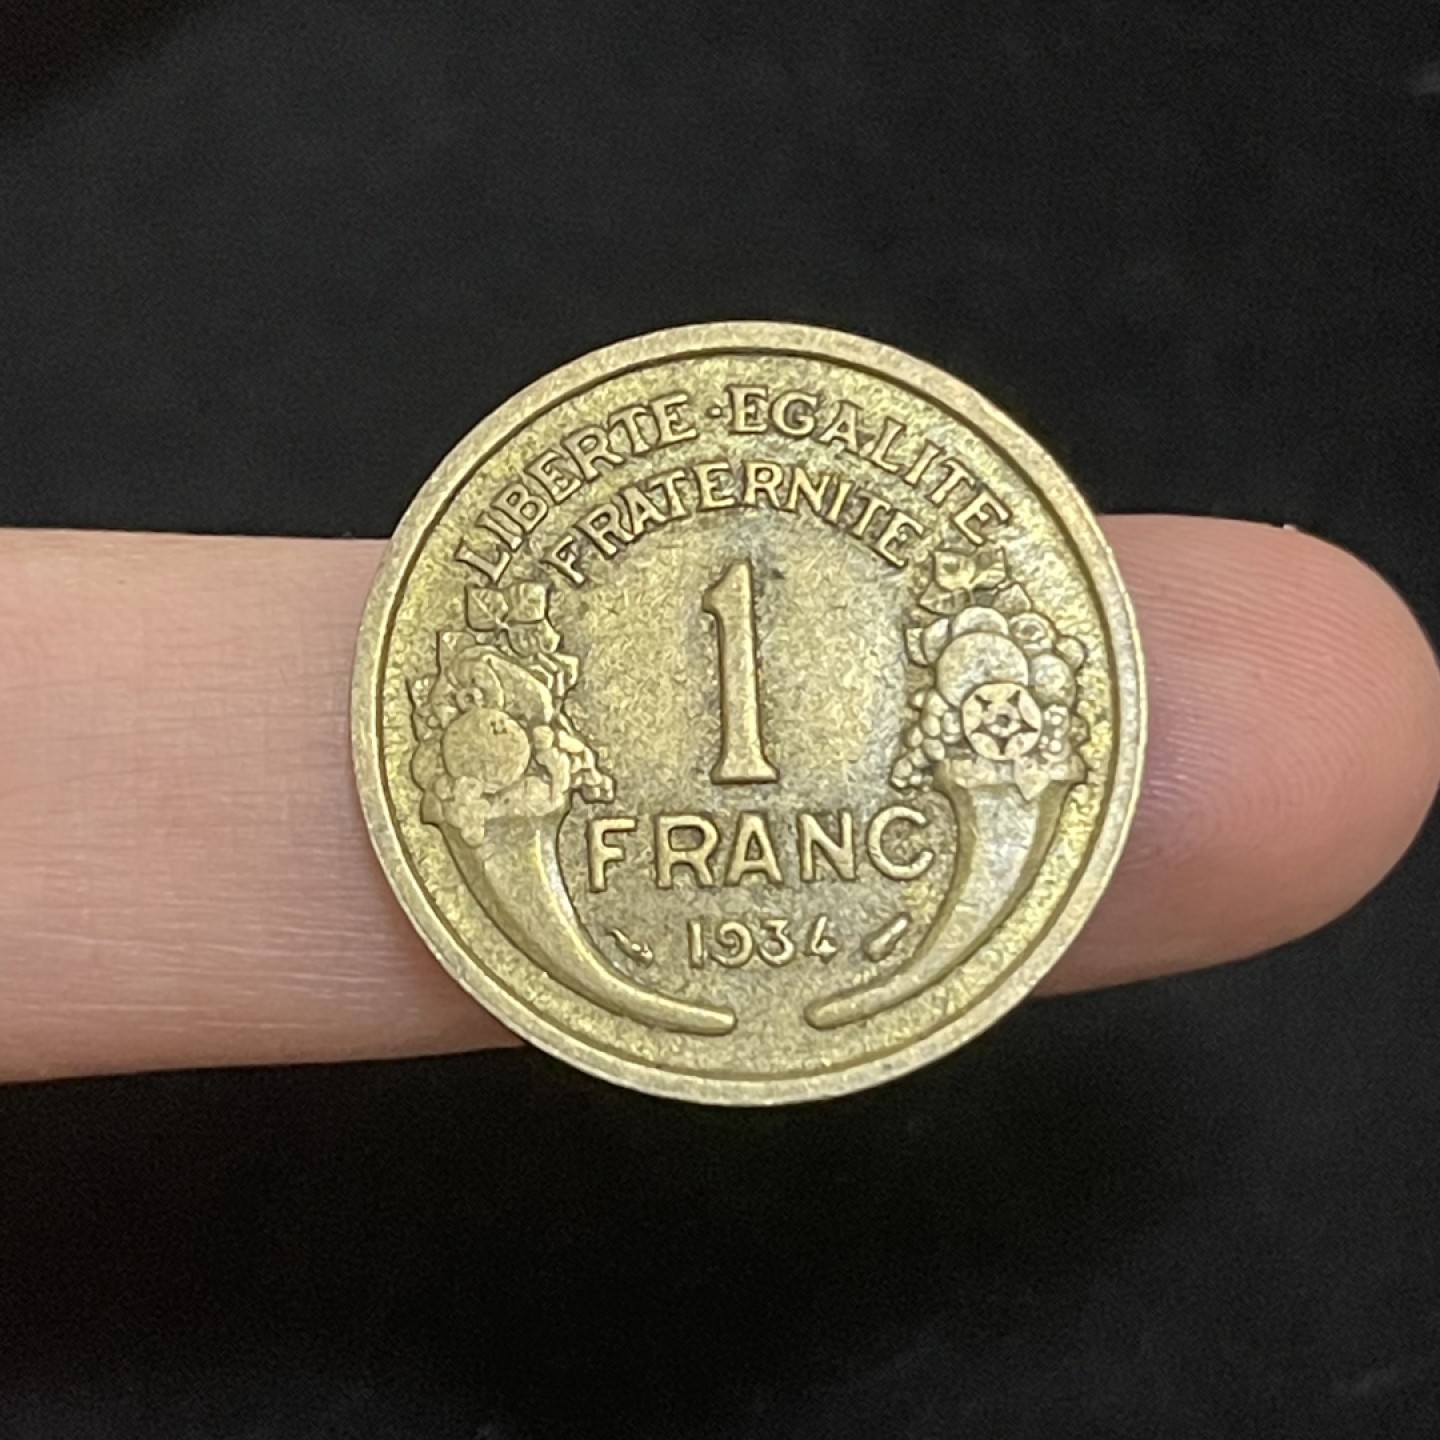 LIBERTE · EGALITE
FRATERNITE
1
FRANC
1934